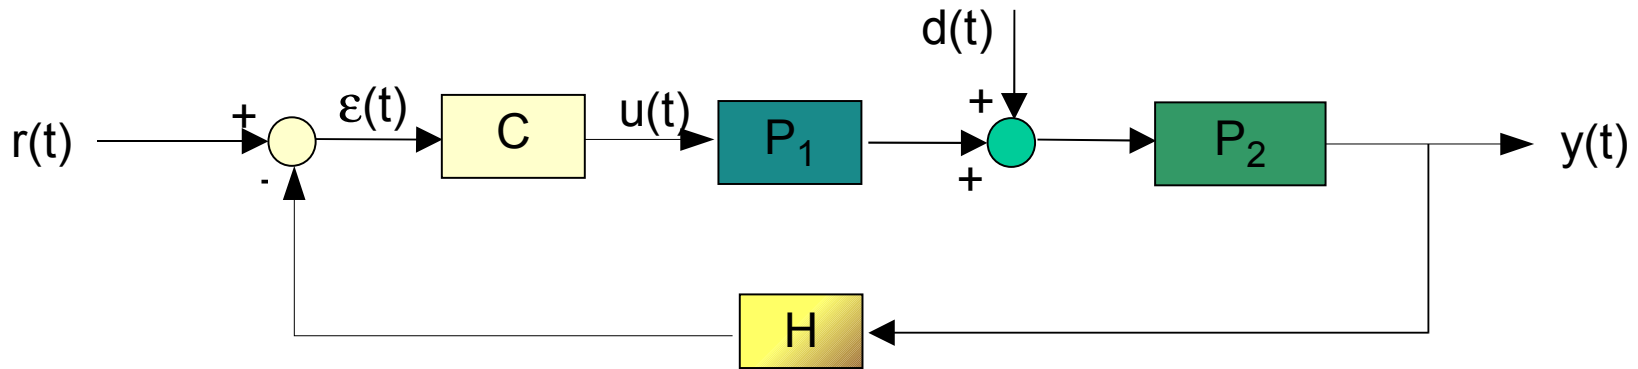 d(t)
r(t)
+
-
ε(t)
C
u(t)
P₁
+
+
P₂
y(t)
H